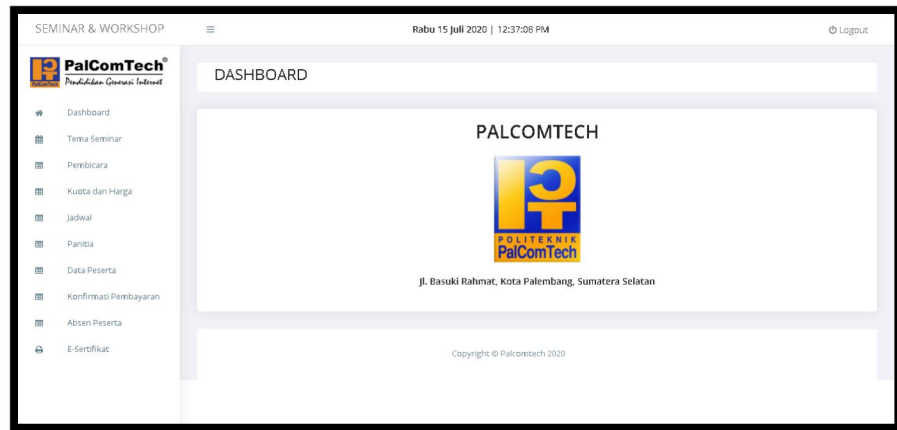 SEMINAR & WORKSHOP
Rabu 15 Juli 2020 | 12:37:08 PM
Logout
PalComTech
PalComTech®
Pendidikan Generasi Internet
DASHBOARD
Dashboard
Tema Seminar
Pembicara
Kuota dan Harga
Jadwal
Panitia
Data Peserta
Konfirmasi Pembayaran
Absen Peserta
E-Sertifikat
PALCOMTECH
POLITEKNIK
PalComTech
Jl. Basuki Rahmat, Kota Palembang, Sumatera Selatan
Copyright © Palcomtech 2020